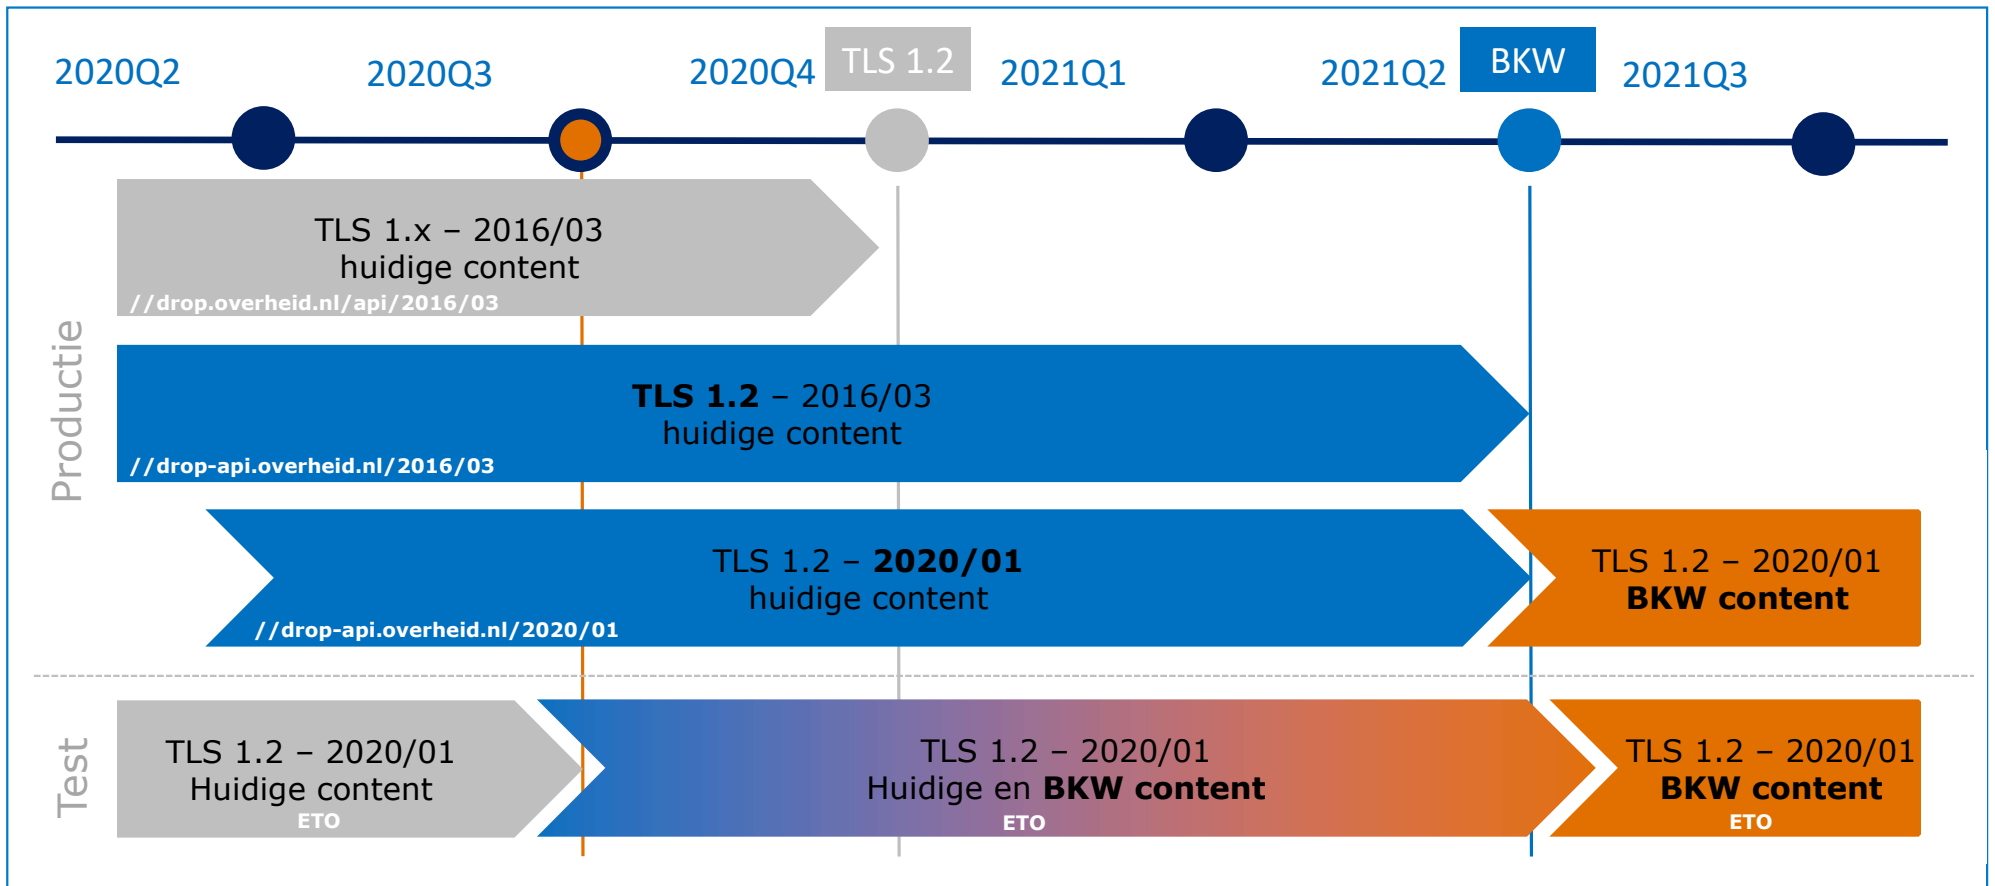 2020Q2
2020Q3
2020Q4
TLS 1.2
2021Q1
2021Q2
BKW
2021Q3
Productie
TLS 1.x – 2016/03
huidige content
//drop.overheid.nl/api/2016/03
TLS 1.2 – 2016/03
huidige content
//drop-api.overheid.nl/2016/03
TLS 1.2 – 2020/01
huidige content
//drop-api.overheid.nl/2020/01
TLS 1.2 – 2020/01
BKW content
Test
TLS 1.2 – 2020/01
Huidige content
ETO
TLS 1.2 – 2020/01
Huidige en BKW content
ETO
TLS 1.2 – 2020/01
BKW content
ETO